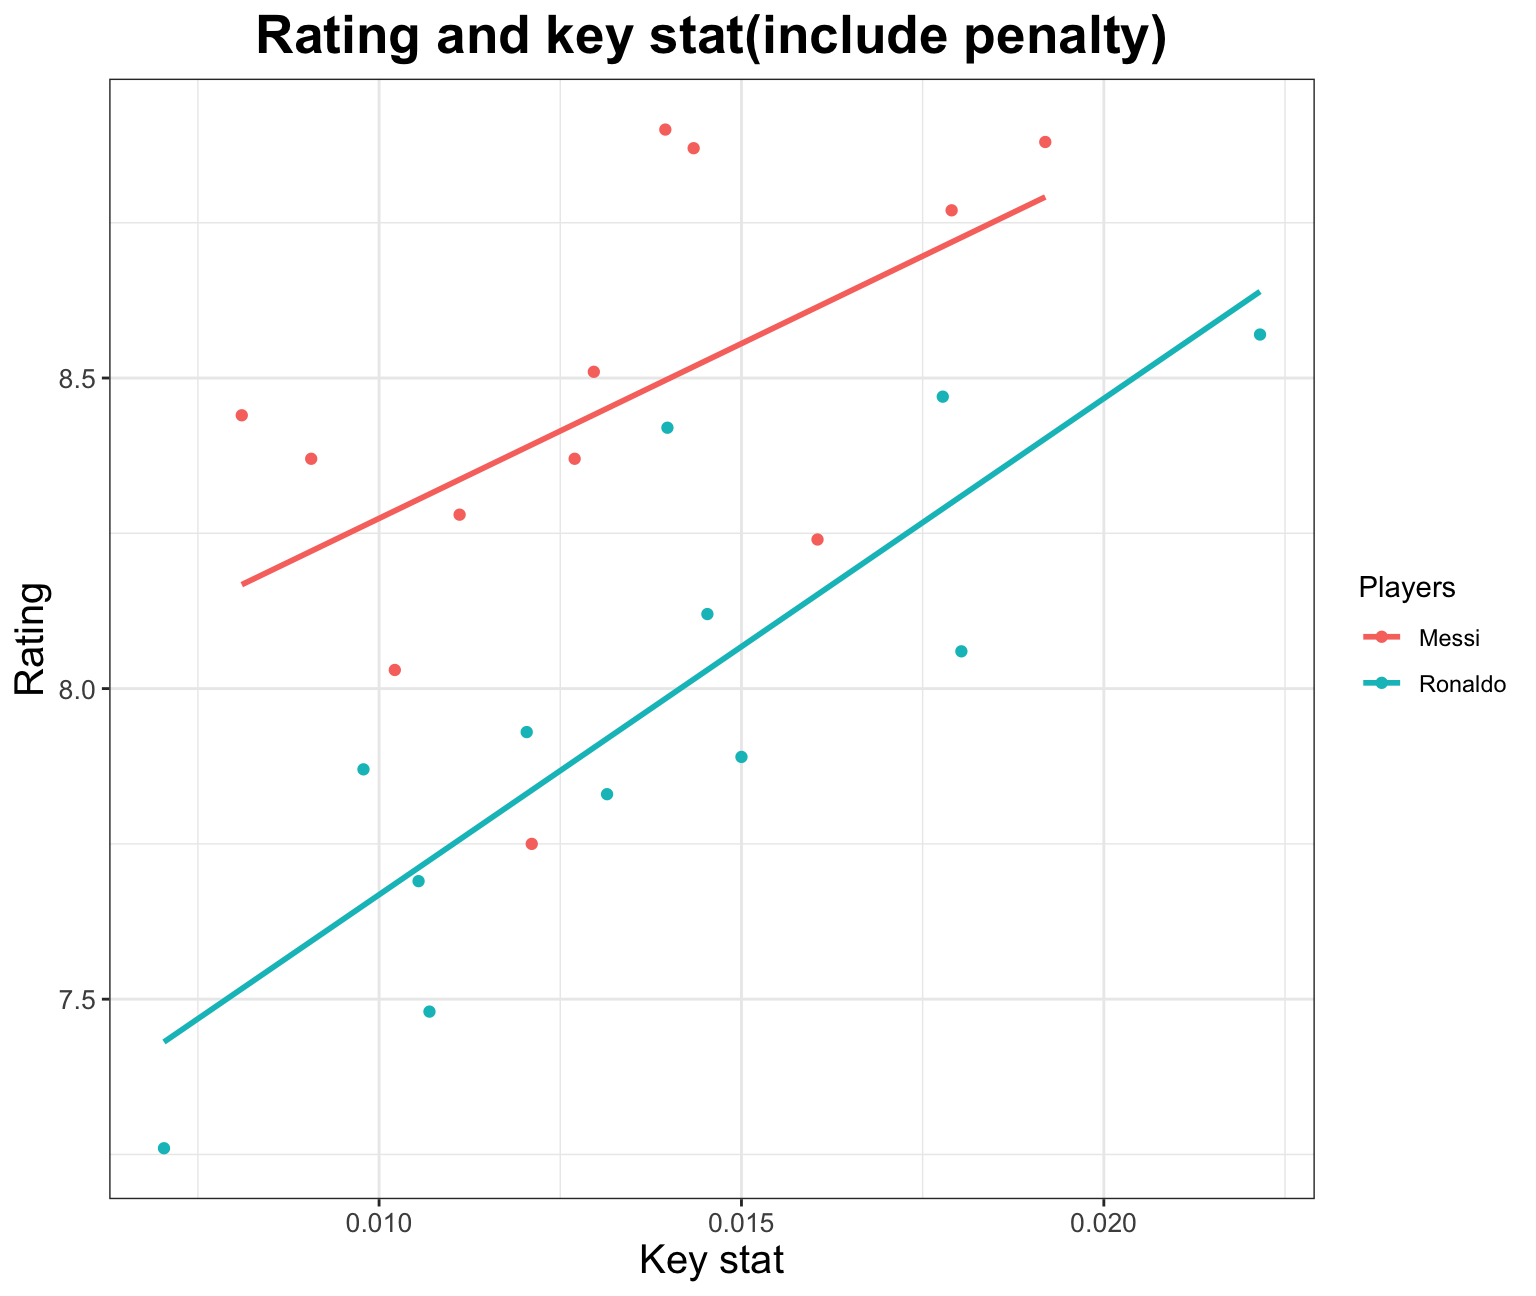 Rating and key stat(include penalty)
Rating
8.5
8.0
7.5
0.010 0.015 0.020
Key stat
Players
Messi
Ronaldo